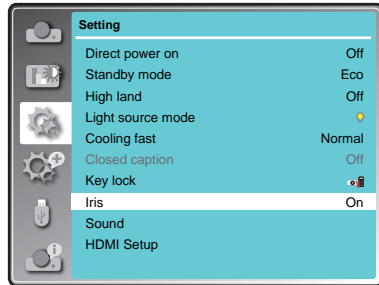 Setting
Direct power on Off
Standby mode Eco
High land Off
Light source mode
Cooling fast Normal
Closed caption Off
Key lock
Iris On
Sound
HDMI Setup